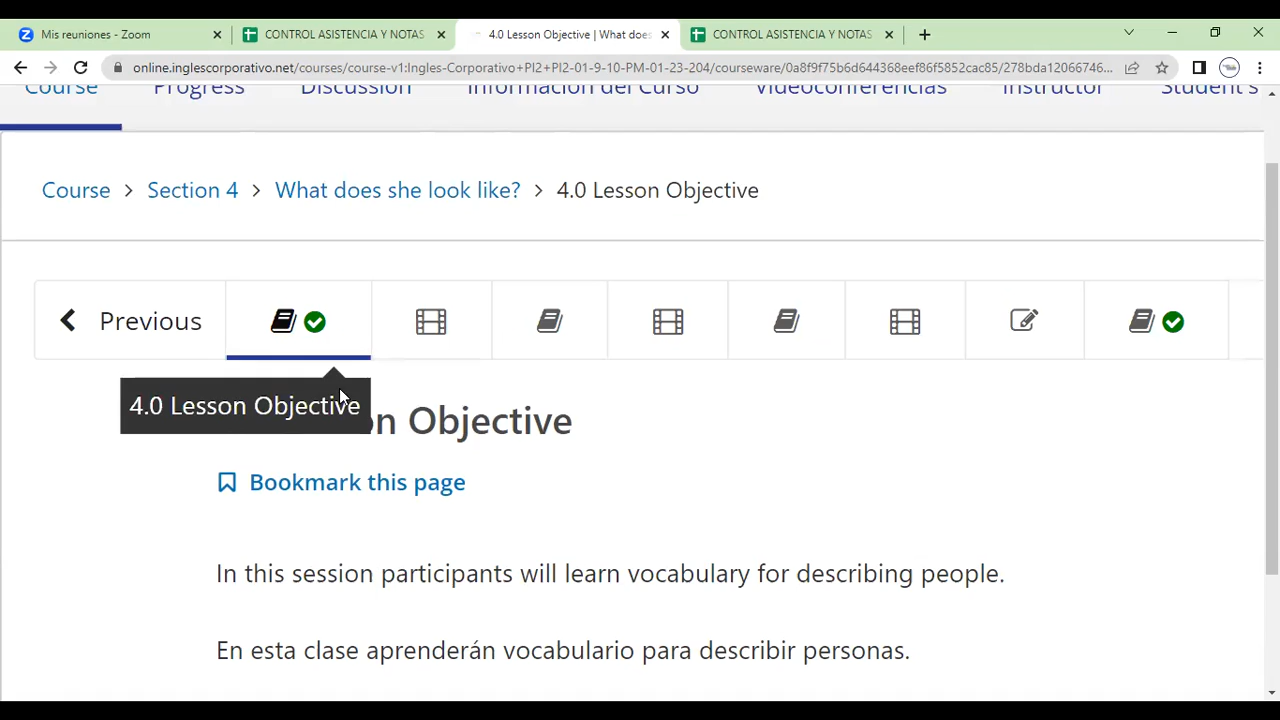 Mis reuniones - Zoom
CONTROL ASISTENCIA Y NOTAS
4.0 Lesson Objective | What does
CONTROL ASISTENCIA Y NOTAS
online.inglescorporativo.net/courses/course-v1:Ingles-Corporativo+PI2+PI2-01-9-10-PM-01-23-204/courseware/0a8f9f75b6d644368eef86f5852cac85/278bda12066746...
Course Progress Discussion Información del Curso Videoconferencias Instructor Student's
Course > Section 4 > What does she look like? > 4.0 Lesson Objective
Previous
4.0 Lesson Objective
on Objective
Bookmark this page
In this session participants will learn vocabulary for describing people.
En esta clase aprenderán vocabulario para describir personas.